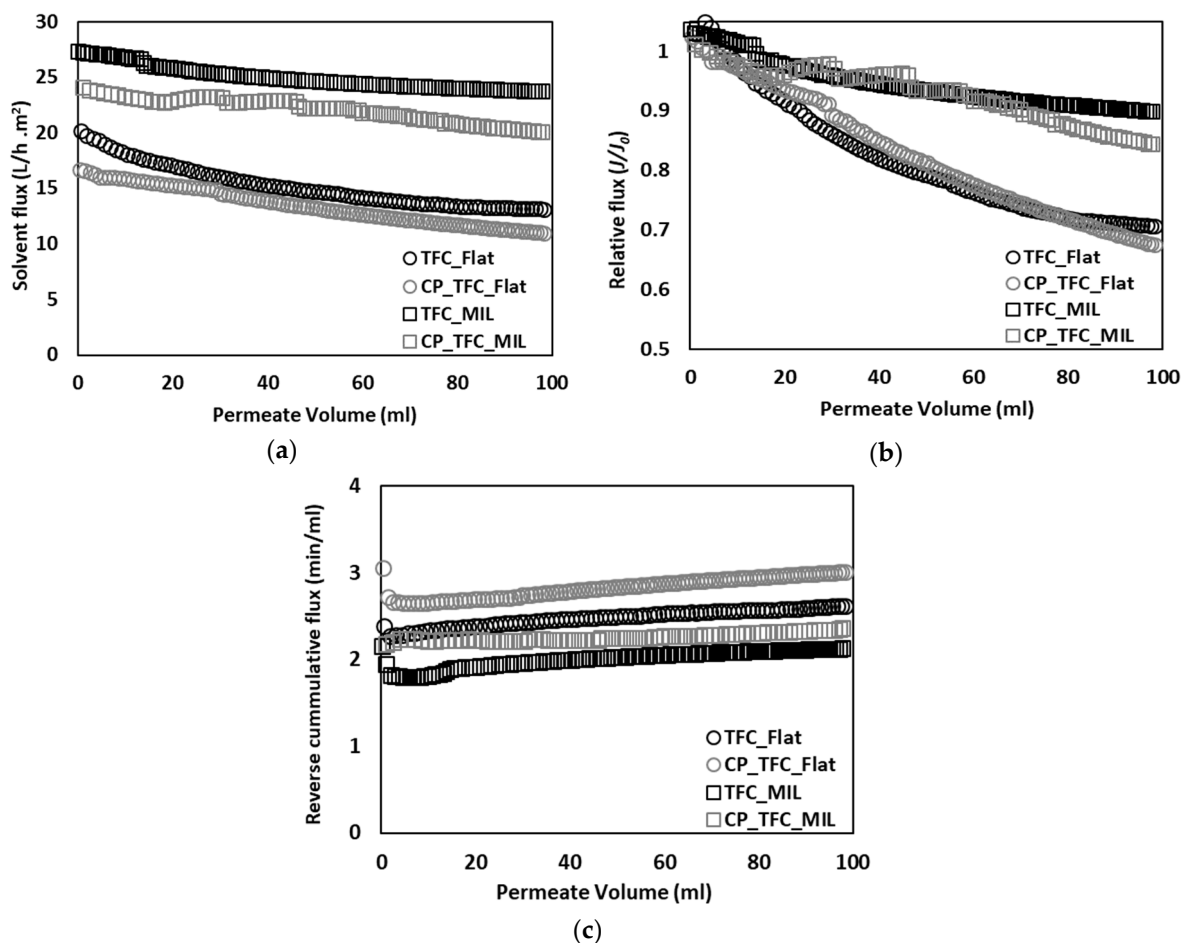 30
25
20
15
10
5
0
Solvent flux (L/h .m²)
TFC_Flat
CP_TFC_Flat
TFC_MIL
CP_TFC_MIL
0 20 40 60 80 100
Permeate Volume (ml)
(a)
1
0.9
0.8
0.7
0.6
0.5
Relative flux (J/J₀)
TFC_Flat
CP_TFC_Flat
TFC_MIL
CP_TFC_MIL
0 20 40 60 80 100
Permeate Volume (ml)
(b)
4
3
2
1
0
Reverse cummulative flux (min/ml)
TFC_Flat
CP_TFC_Flat
TFC_MIL
CP_TFC_MIL
0 20 40 60 80 100
Permeate Volume (ml)
(c)